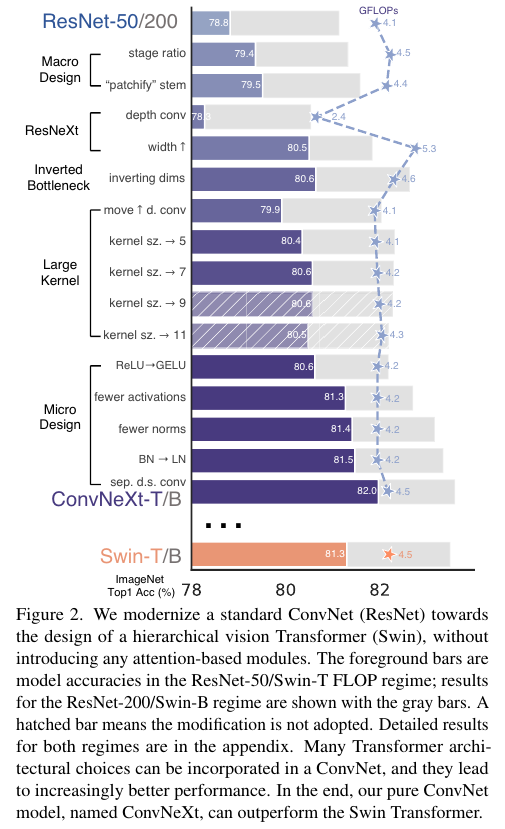 GFLOPs
ResNet-50/200 78.8 4.1
Macro Design
stage ratio 79.4 4.5
"patchify" stem 79.5 4.4
ResNeXt
depth conv 78.3 2.4
width ↑ 80.5 5.3
Inverted Bottleneck
inverting dims 80.6 4.6
Large Kernel
move ↑ d. conv 79.9 4.1
kernel sz. → 5 80.4 4.1
kernel sz. → 7 80.6 4.2
kernel sz. → 9 80.6 4.2
kernel sz. → 11 80.5 4.3
Micro Design
ReLU→GELU 80.6 4.2
fewer activations 81.3 4.2
fewer norms 81.4 4.2
BN → LN 81.5 4.2
sep. d.s. conv
ConvNeXt-T/B 82.0 4.5
• • •
Swin-T/B 81.3 4.5
ImageNet Top1 Acc (%) 78 80 82
Figure 2. We modernize a standard ConvNet (ResNet) towards
the design of a hierarchical vision Transformer (Swin), without
introducing any attention-based modules. The foreground bars are
model accuracies in the ResNet-50/Swin-T FLOP regime; results
for the ResNet-200/Swin-B regime are shown with the gray bars. A
hatched bar means the modification is not adopted. Detailed results
for both regimes are in the appendix. Many Transformer archi-
tectural choices can be incorporated in a ConvNet, and they lead
to increasingly better performance. In the end, our pure ConvNet
model, named ConvNeXt, can outperform the Swin Transformer.